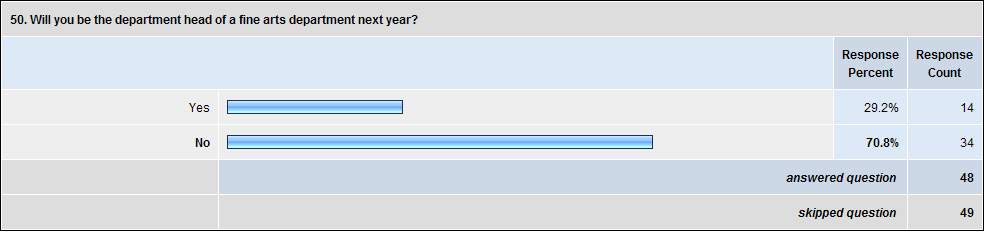 50. Will you be the department head of a fine arts department next year?
Response Percent Response Count
Yes 29.2% 14
No 70.8% 34
answered question 48
skipped question 49